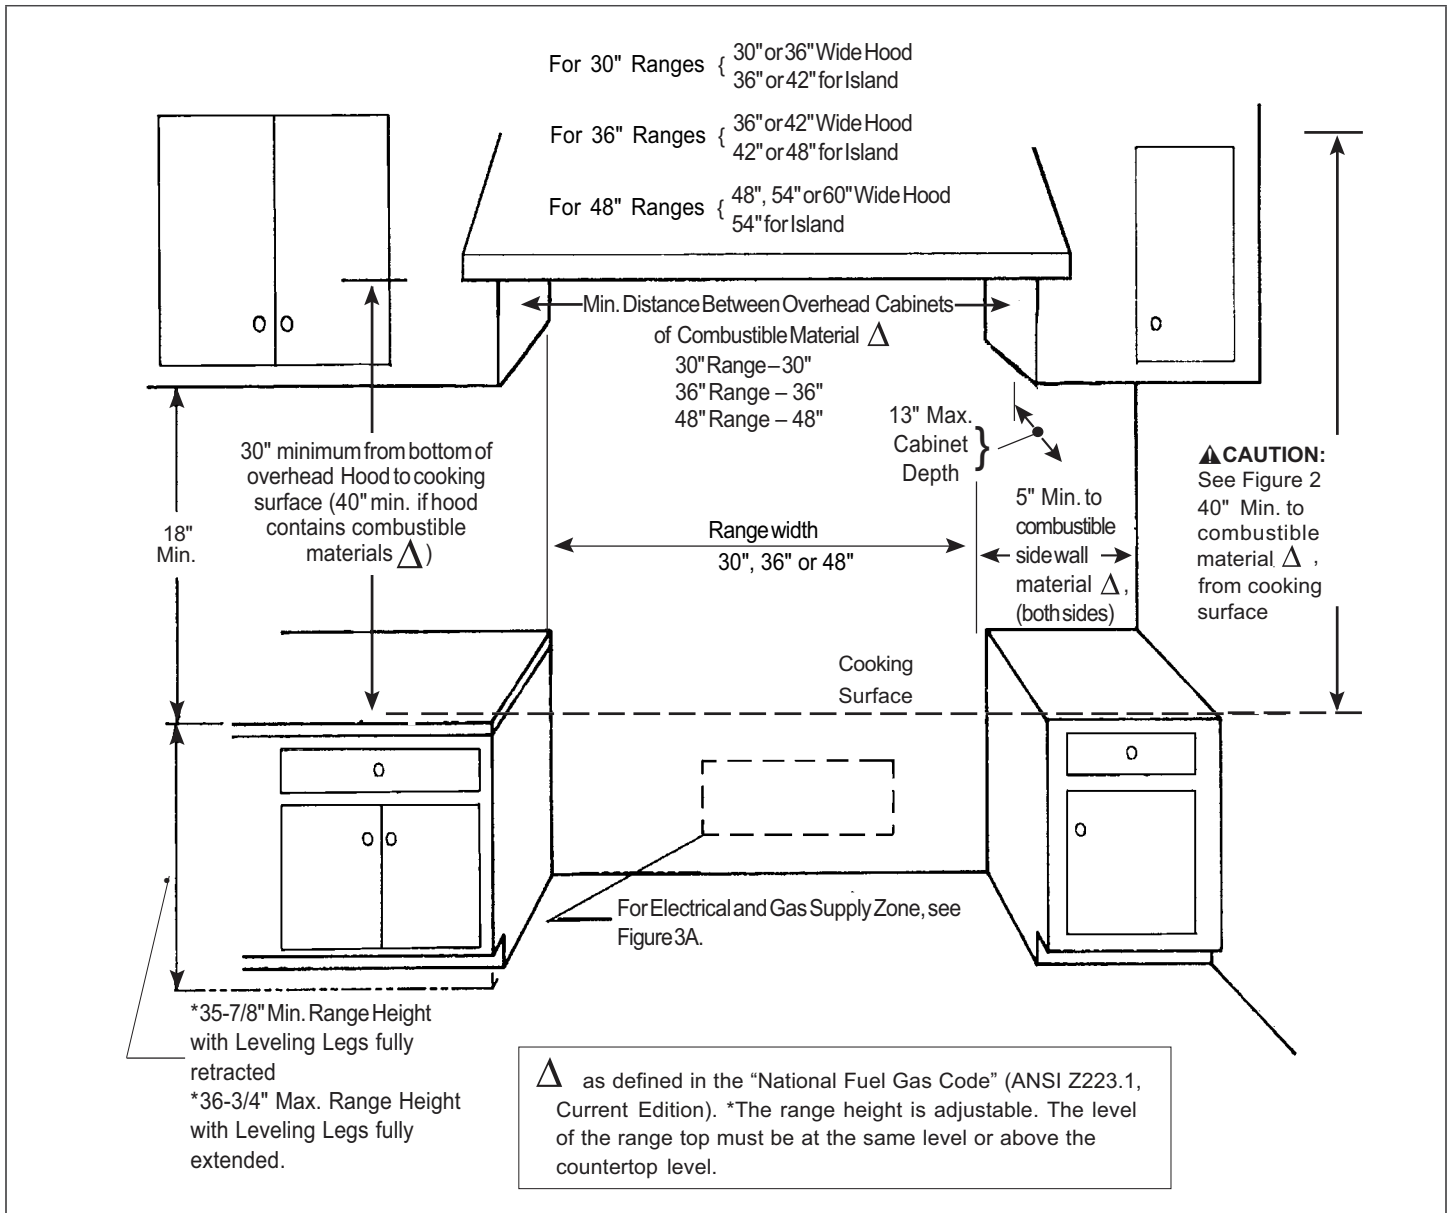 For 30" Ranges { 30" or 36" Wide Hood
36" or 42" for Island
For 36" Ranges { 36" or 42" Wide Hood
42" or 48" for Island
For 48" Ranges { 48", 54" or 60" Wide Hood
54" for Island
Min. Distance Between Overhead Cabinets
of Combustible Material Δ
30" Range – 30"
36" Range – 36"
48" Range – 48"
13" Max.
Cabinet
Depth }
30" minimum from bottom of
overhead Hood to cooking
surface (40" min. if hood
contains combustible
materials Δ )
18"
Min.
Range width
30", 36" or 48"
5" Min. to
combustible
side wall
material Δ ,
(both sides)
⚠CAUTION:
See Figure 2
40" Min. to
combustible
material Δ ,
from cooking
surface
Cooking
Surface
For Electrical and Gas Supply Zone, see
Figure 3A.
*35-7/8" Min. Range Height
with Leveling Legs fully
retracted
*36-3/4" Max. Range Height
with Leveling Legs fully
extended.
Δ as defined in the “National Fuel Gas Code” (ANSI Z223.1,
Current Edition). *The range height is adjustable. The level
of the range top must be at the same level or above the
countertop level.